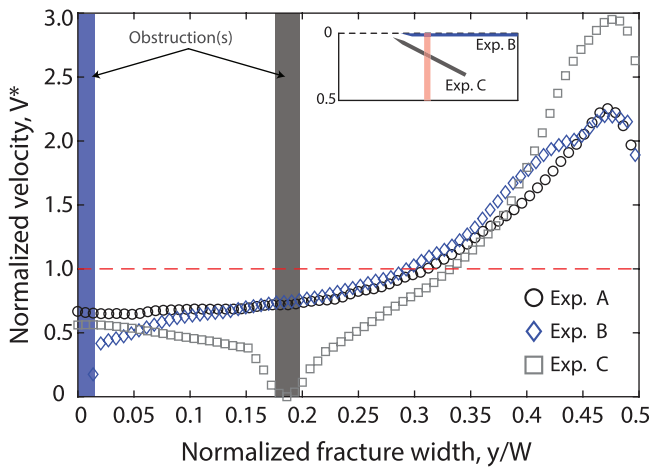 3.0
2.5
2.0
1.5
1.0
0.5
0
Normalized velocity, V*
Obstruction(s)
0
0.5
Exp. B
Exp. C
Exp. A
Exp. B
Exp. C
0 0.05 0.1 0.15 0.2 0.25 0.3 0.35 0.4 0.45 0.5
Normalized fracture width, y/W